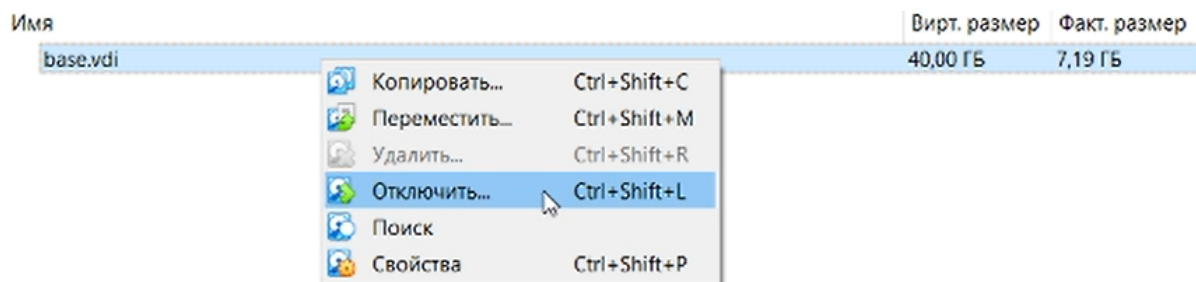 Имя Вирт. размер Факт. размер
base.vdi 40,00 ГБ 7,19 ГБ
Копировать... Ctrl+Shift+C
Переместить... Ctrl+Shift+M
Удалить... Ctrl+Shift+R
Отключить... Ctrl+Shift+L
Поиск
Свойства Ctrl+Shift+P